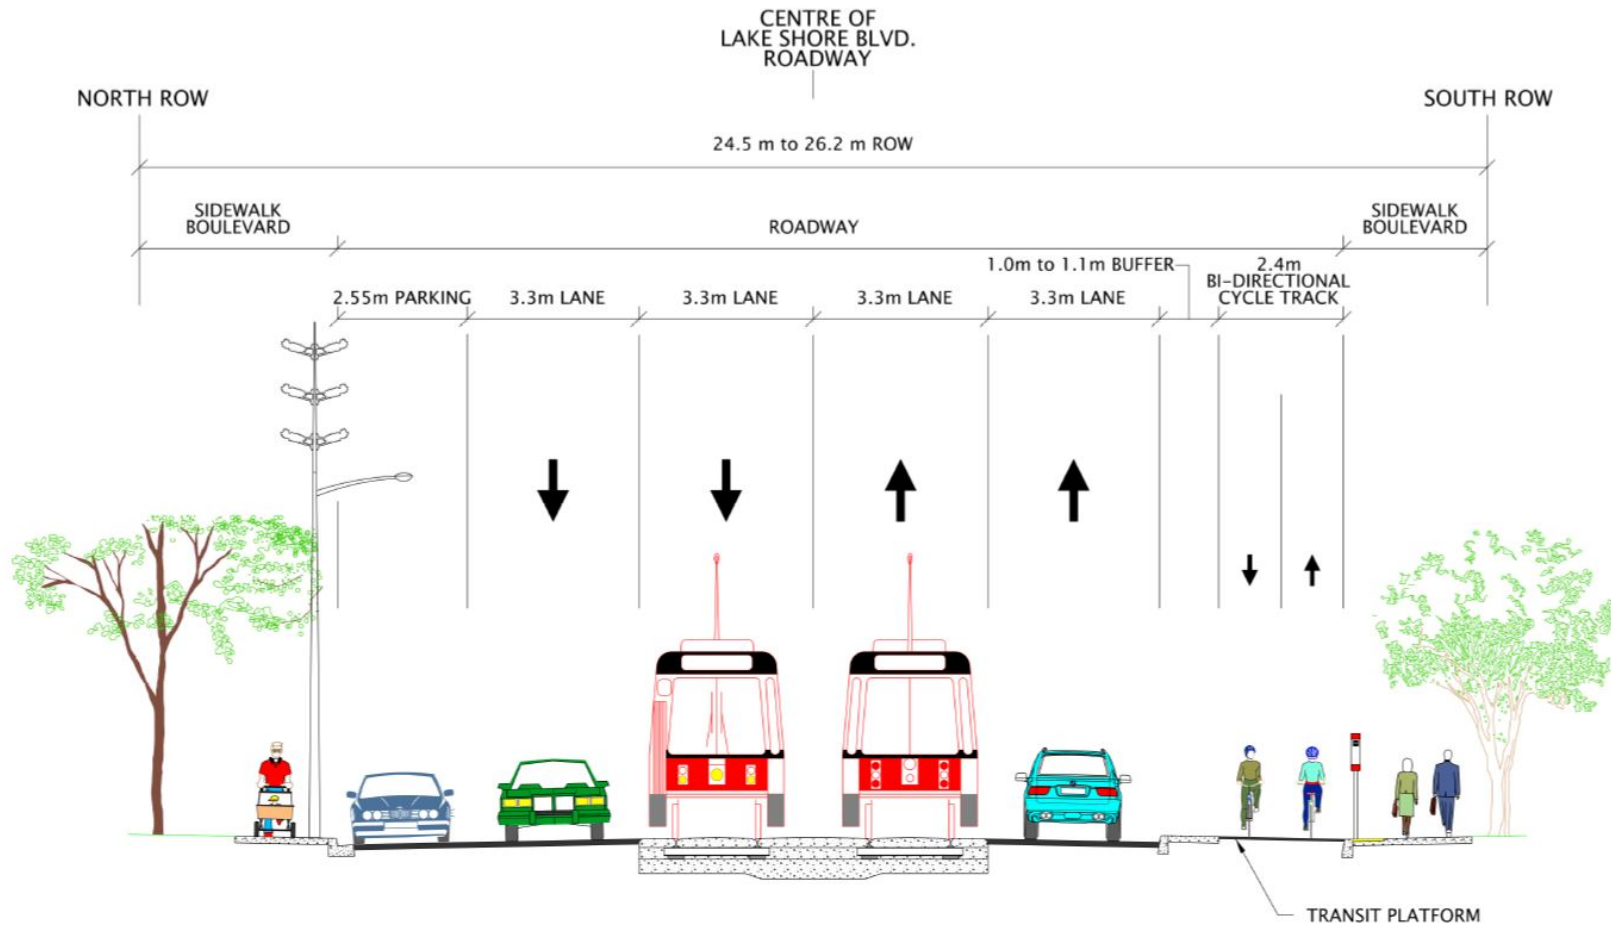 CENTRE OF
LAKE SHORE BLVD.
ROADWAY
NORTH ROW
SOUTH ROW
24.5 m to 26.2 m ROW
SIDEWALK
BOULEVARD
ROADWAY
SIDEWALK
BOULEVARD
2.55m PARKING
3.3m LANE
3.3m LANE
3.3m LANE
3.3m LANE
1.0m to 1.1m BUFFER
2.4m
BI-DIRECTIONAL
CYCLE TRACK
TRANSIT PLATFORM